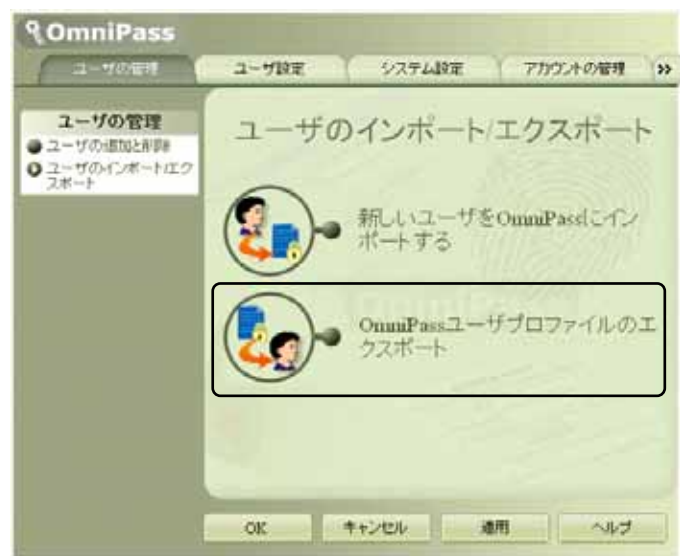 OmniPass
ユーザの管理
ユーザ設定
システム設定
アカウントの管理
ユーザの管理
ユーザの追加と削除
ユーザのインポート/エク
スポート
ユーザのインポート/エクスポート
新しいユーザをOmniPassにイン
ポートする
OmniPassユーザプロファイルのエ
クスポート
OK
キャンセル
適用
ヘルプ